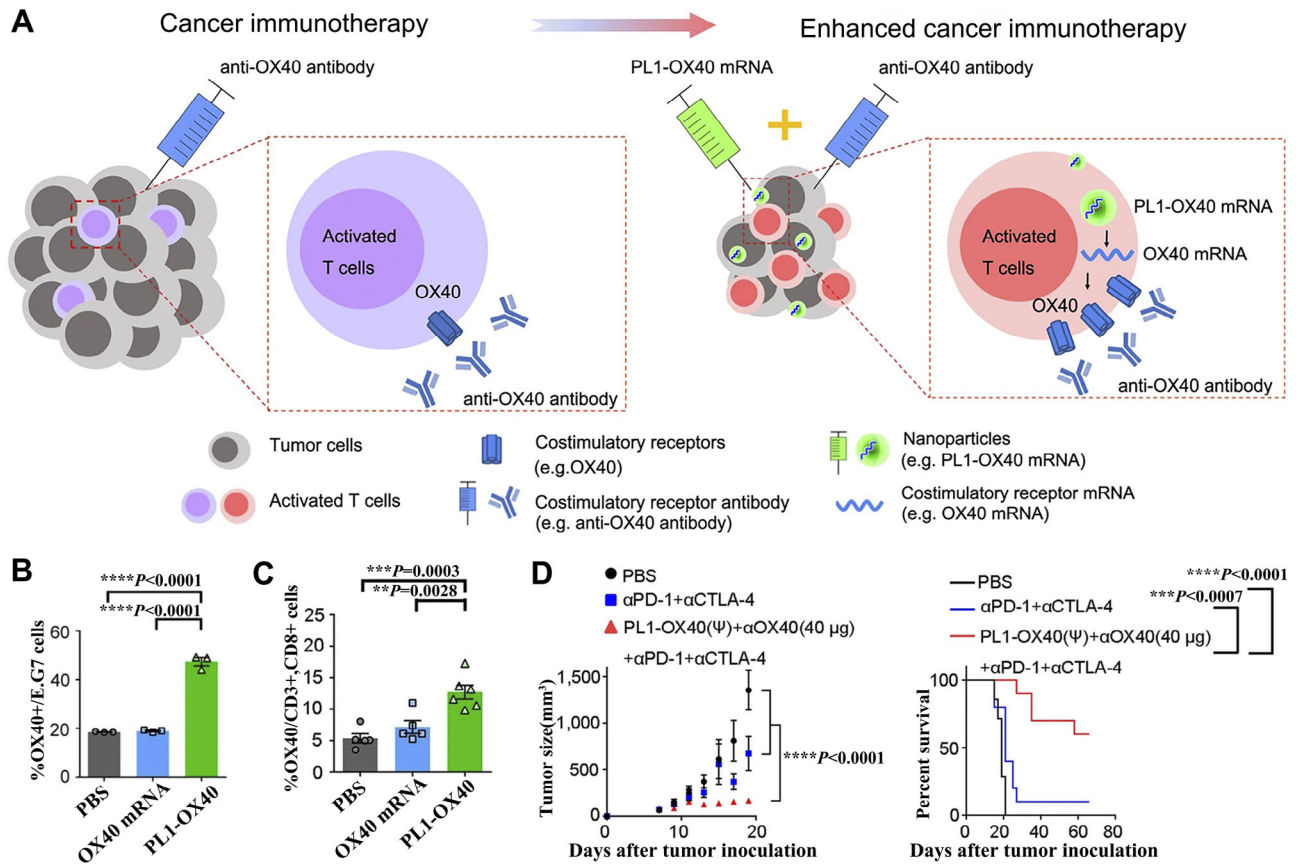 A
Cancer immunotherapy
Enhanced cancer immunotherapy
anti-OX40 antibody
PL1-OX40 mRNA
anti-OX40 antibody
Activated
T cells
OX40
anti-OX40 antibody
Activated
T cells
PL1-OX40 mRNA
OX40 mRNA
OX40
anti-OX40 antibody
Tumor cells
Activated T cells
Costimulatory receptors
(e.g.OX40)
Costimulatory receptor antibody
(e.g. anti-OX40 antibody)
Nanoparticles
(e.g. PL1-OX40 mRNA)
Costimulatory receptor mRNA
(e.g. OX40 mRNA)
B
****P<0.0001
****P<0.0001
%OX40+/E.G7 cells
60
40
20
0
PBS
OX40 mRNA
PL1-OX40
C
***P=0.0003
**P=0.0028
%OX40/CD3+,CD8+ cells
25
20
15
10
5
0
PBS
OX40 mRNA
PL1-OX40
D
PBS
αPD-1+αCTLA-4
PL1-OX40(Ψ)+αOX40(40 μg)
+αPD-1+αCTLA-4
Tumor size(mm³)
1,500
1,000
500
0
****P<0.0001
0
10
20
Days after tumor inoculation
PBS
αPD-1+αCTLA-4
PL1-OX40(Ψ)+αOX40(40 μg)
+αPD-1+αCTLA-4
****P<0.0001
***P<0.0007
Percent survival
100
50
0
0
20
40
60
80
Days after tumor inoculation